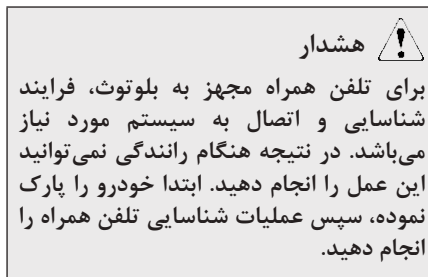 هشدار
برای تلفن همراه مجهز به بلوتوث، فرایند
شناسایی و اتصال به سیستم مورد نیاز
می‌باشد. در نتیجه هنگام رانندگی نمی‌توانید
این عمل را انجام دهید. ابتدا خودرو را پارک
نموده، سپس عملیات شناسایی تلفن همراه را
انجام دهید.